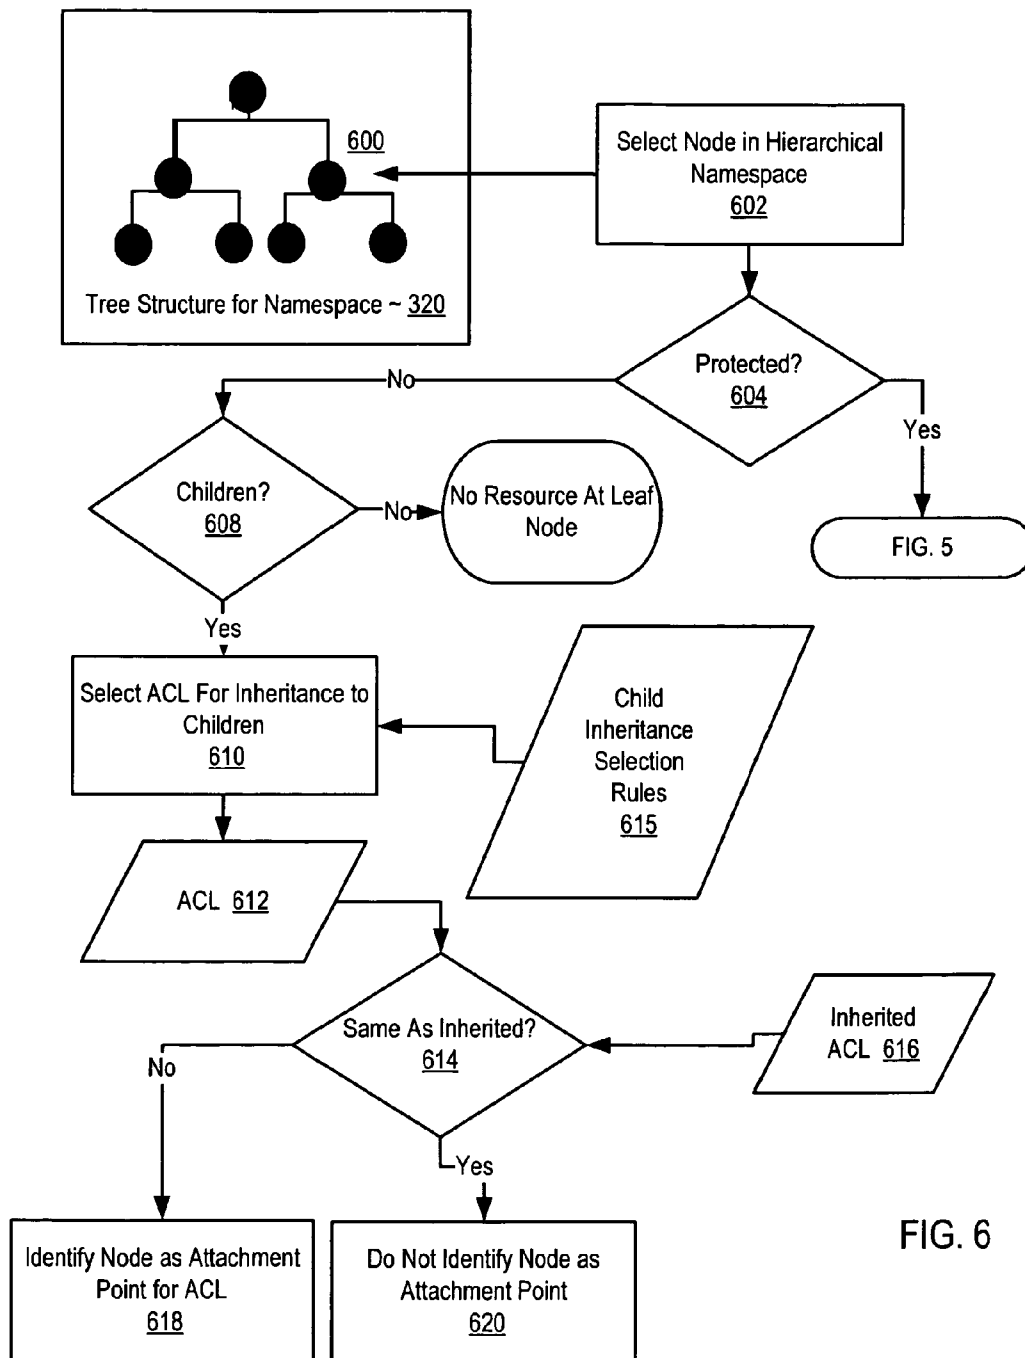 600
Tree Structure for Namespace ~ 320
Select Node in Hierarchical
Namespace
602
Protected?
604
No
Yes
FIG. 5
Children?
608
No
No Resource At Leaf
Node
Yes
Select ACL For Inheritance to
Children
610
Child
Inheritance
Selection
Rules
615
ACL 612
Same As Inherited?
614
Inherited
ACL 616
No
Yes
Identify Node as Attachment
Point for ACL
618
Do Not Identify Node as
Attachment Point
620
FIG. 6